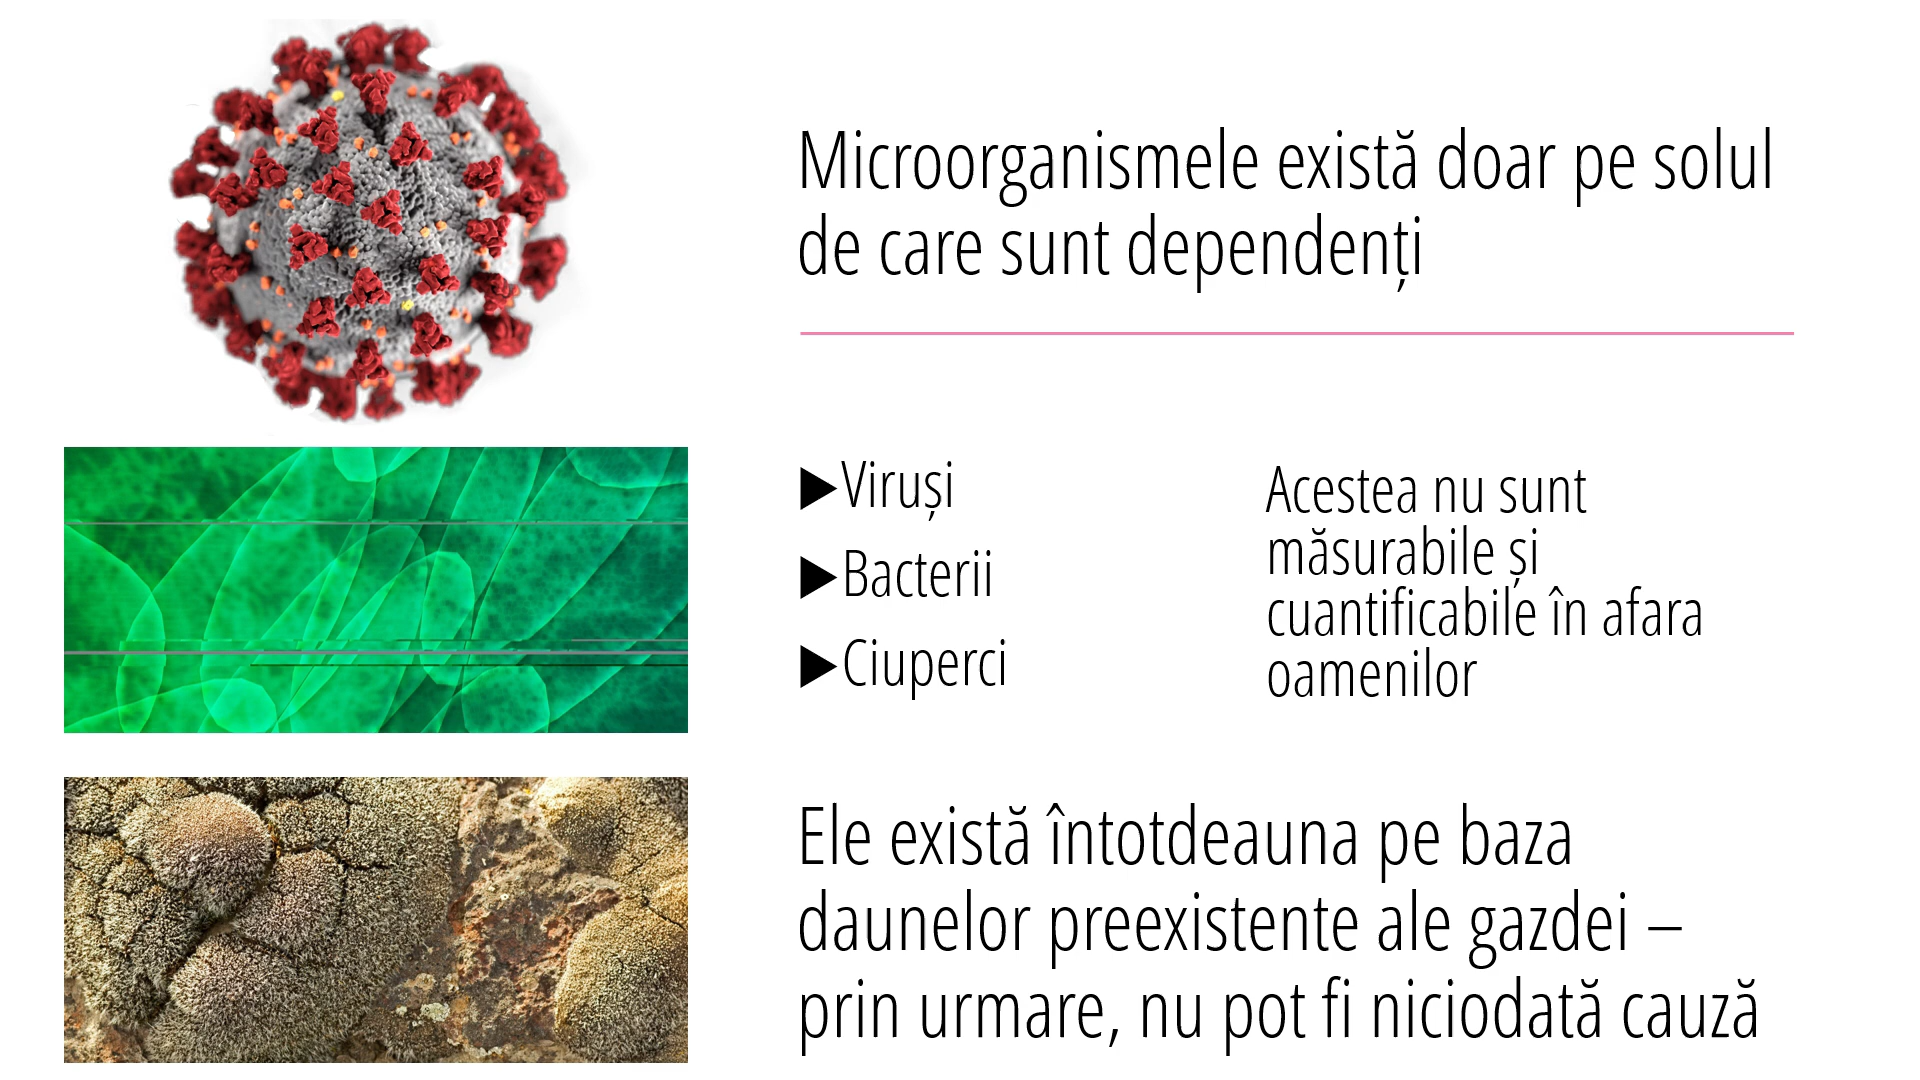 Microorganismele există doar pe solul
de care sunt dependenți
▶Viruși
▶Bacterii
▶Ciuperci
Acestea nu sunt
măsurabile și
cuantificabile în afara
oamenilor
Ele există întotdeauna pe baza
daunelor preexistente ale gazdei –
prin urmare, nu pot fi niciodată cauză